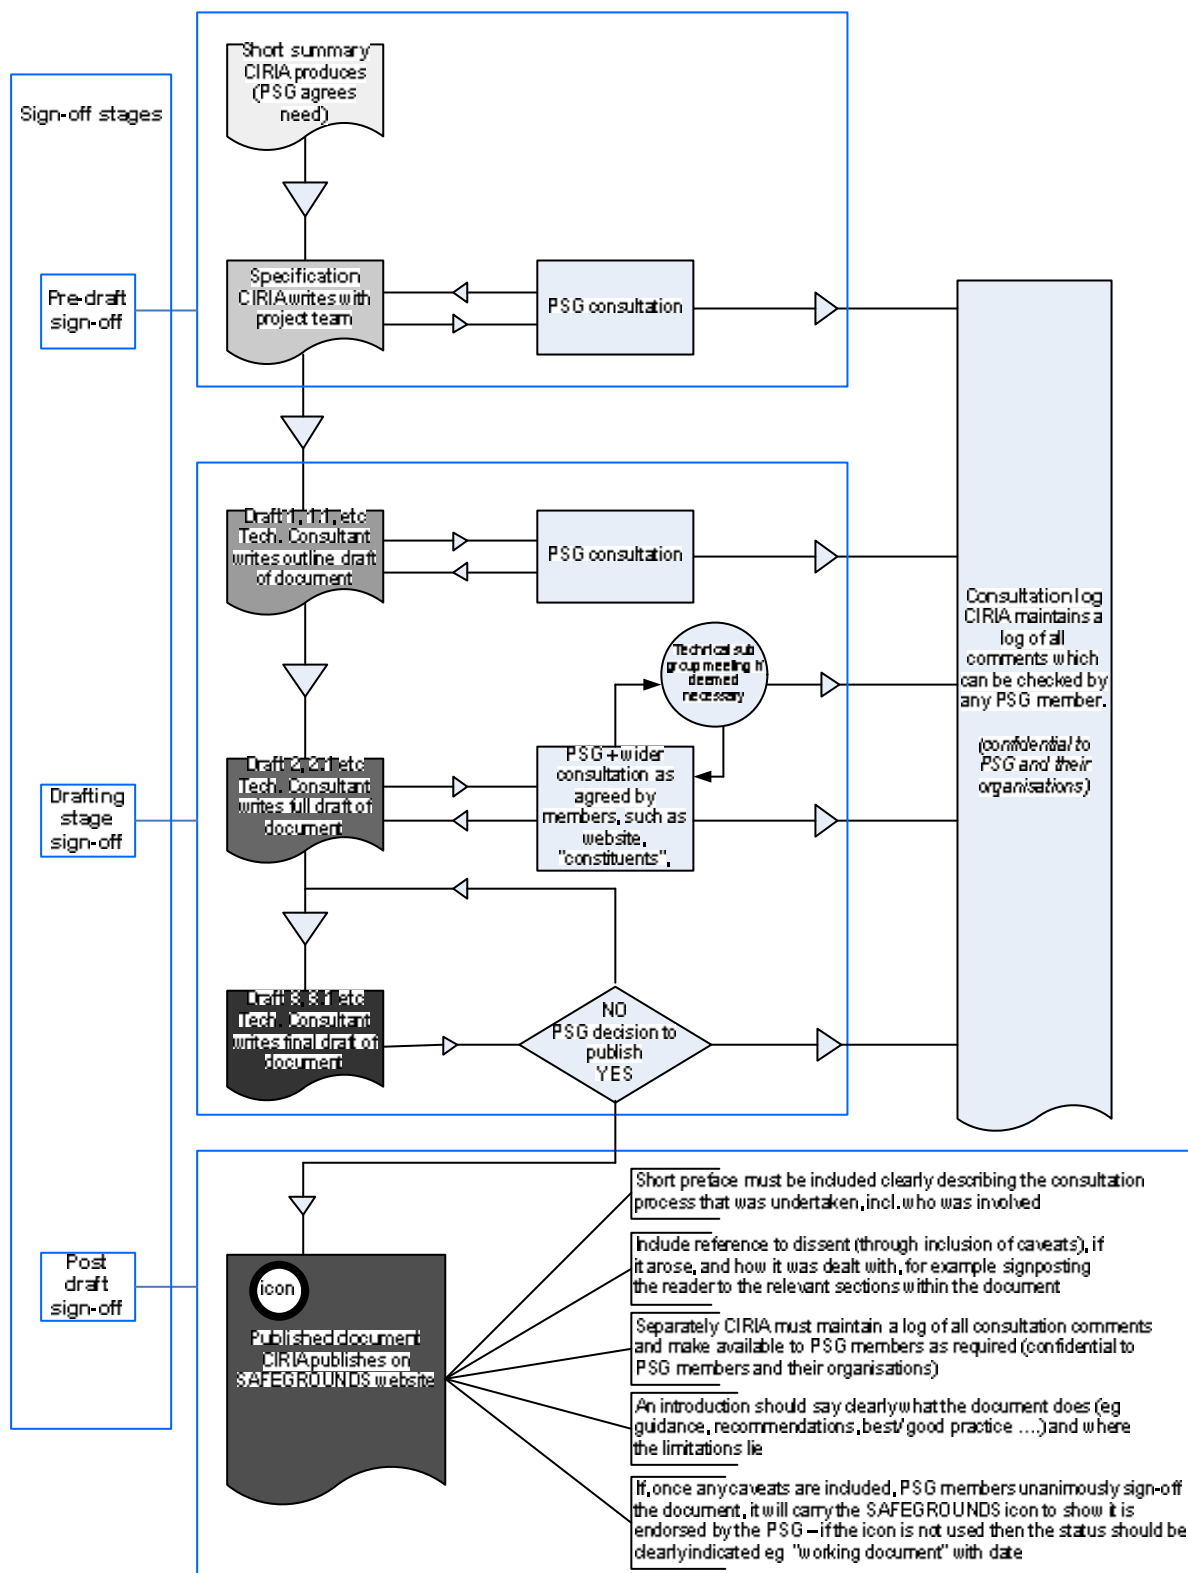 Short summary
CIRIA produces
(PSG agrees
need)
Sign-off stages
Pre-draft
sign-off
Specification
CIRIA writes with
project team
PSG consultation
Draft 1, 1.1, etc
Tech. Consultant
writes outline draft
of document
PSG consultation
Consultation log
CIRIA maintains a
log of all
comments which
can be checked by
any PSG member.
(confidential to
PSG and their
organisations)
Technical sub
group meeting if
deemed
necessary
Drafting
stage
sign-off
Draft 2, 2.1 etc
Tech. Consultant
writes full draft of
document
PSG + wider
consultation as
agreed by
members, such as
website,
"constituents",
Draft 3, 3.1 etc
Tech. Consultant
writes final draft of
document
NO
PSG decision to
publish
YES
Post
draft
sign-off
icon
Published document
CIRIA publishes on
SAFEGROUNDS website
Short preface must be included clearly describing the consultation
process that was undertaken, incl. who was involved
Include reference to dissent (through inclusion of caveats), if
it arose, and how it was dealt with, for example signposting
the reader to the relevant sections within the document
Separately CIRIA must maintain a log of all consultation comments
and make available to PSG members as required (confidential to
PSG members and their organisations)
An introduction should say clearly what the document does (eg
guidance, recommendations, best/ good practice ....) and where
the limitations lie
If, once any caveats are included, PSG members unanimously sign-off
the document, it will carry the SAFEGROUNDS icon to show it is
endorsed by the PSG – if the icon is not used then the status should be
clearly indicated eg "working document" with date